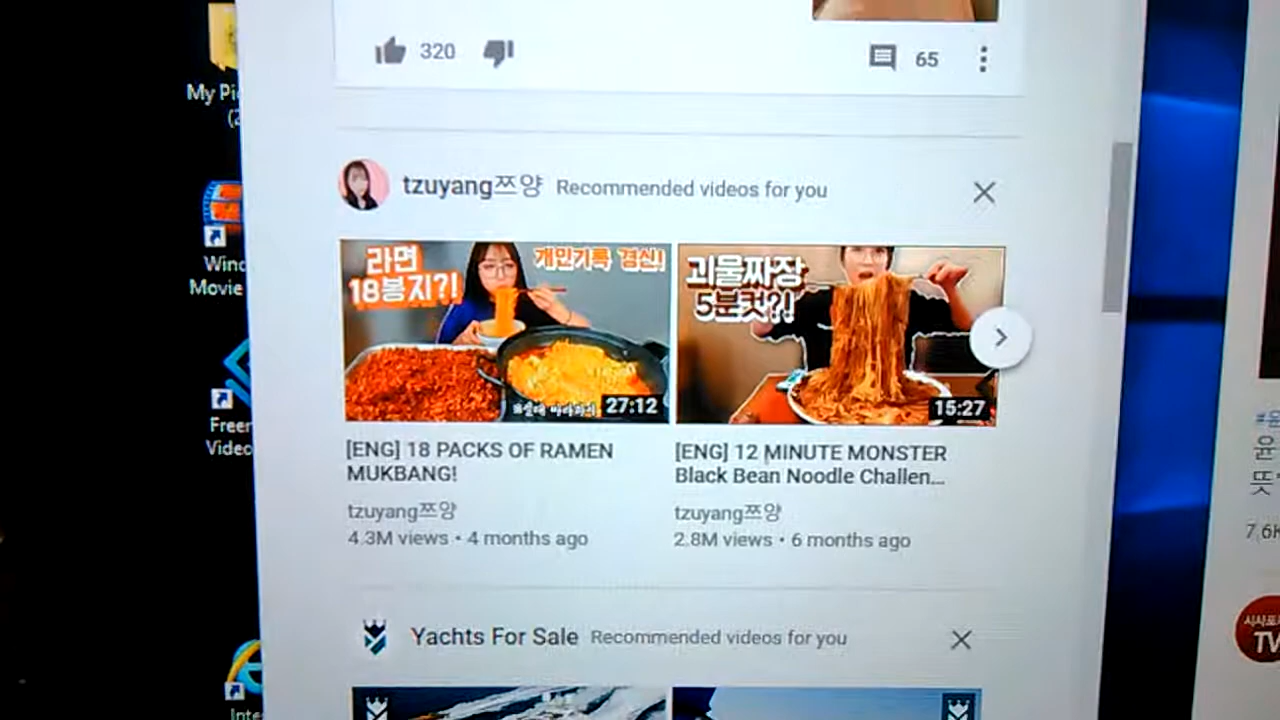 320
65
My Pi
(2
tzuyang쯔양 Recommended videos for you
라면
18봉지?!
개인기록 경신!
27:12
괴물짜장
5분컷?!
15:27
Wind
Movie
Freem
Video
[ENG] 18 PACKS OF RAMEN
MUKBANG!
tzuyang쯔양
4.3M views • 4 months ago
[ENG] 12 MINUTE MONSTER
Black Bean Noodle Challen...
tzuyang쯔양
2.8M views • 6 months ago
Yachts For Sale Recommended videos for you
Inte
윤
뜻
7.6K
TV